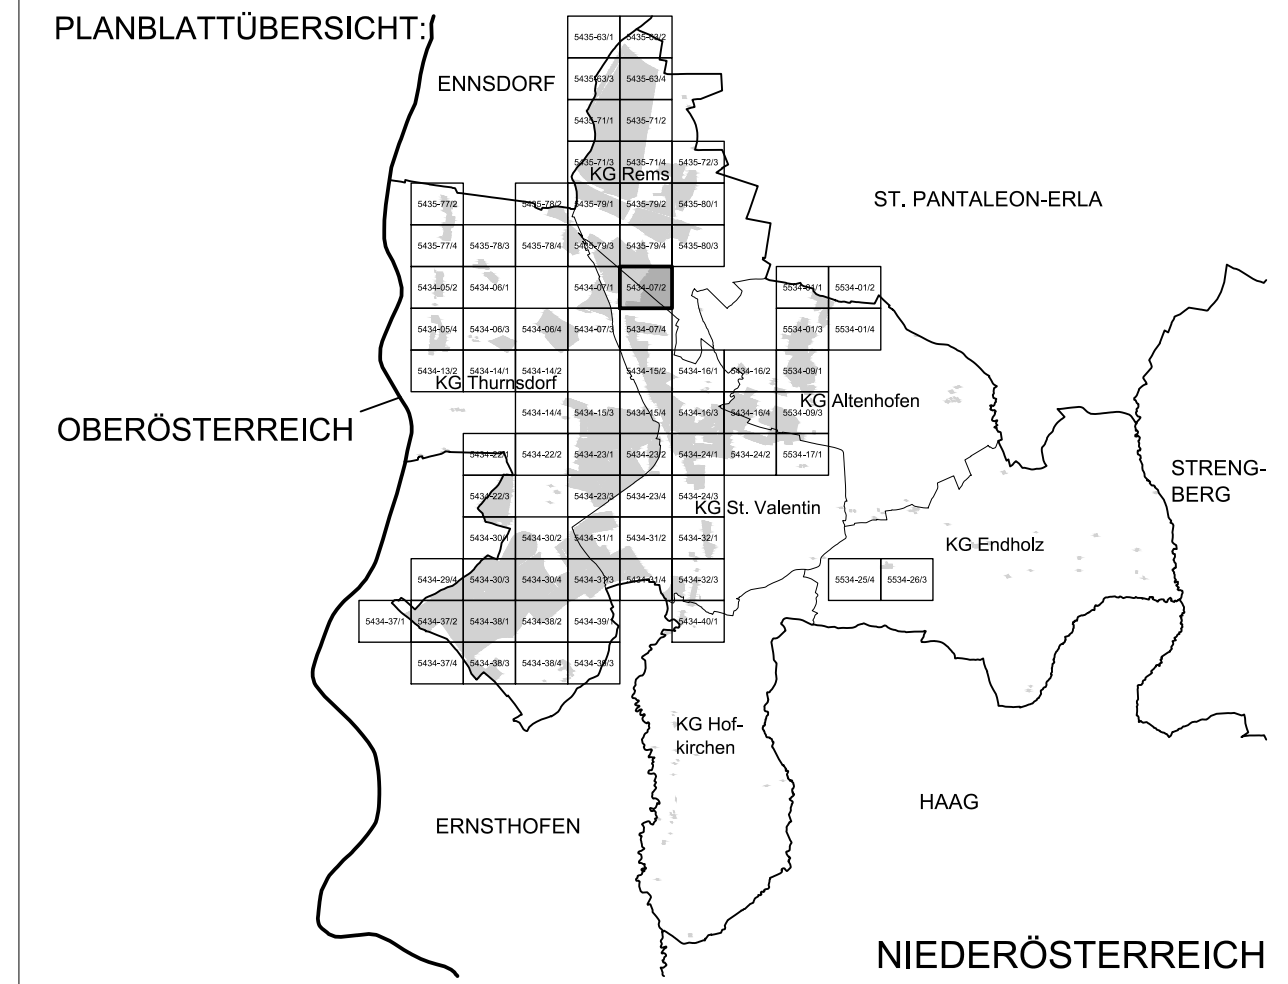 PLANBLATTÜBERSICHT:
5435-63/1 5435-63/2
ENNSDORF
5435-63/3 5435-63/4
5435-71/1 5435-71/2
5435-71/3 5435-71/4 5435-72/3
KG Rems
ST. PANTALEON-ERLA
5435-77/2 5435-78/2 5435-79/1 5435-79/2 5435-80/1
5435-77/4 5435-78/3 5435-78/4 5435-79/3 5435-79/4 5435-80/3
5434-05/2 5434-06/1 5434-07/1 5434-07/2 5534-01/1 5534-01/2
5434-05/4 5434-06/3 5434-06/4 5434-07/3 5434-07/4 5534-01/3 5534-01/4
5434-13/2 5434-14/1 5434-14/2 5434-15/2 5434-16/1 5434-16/2 5534-09/1
KG Thurnsdorf
KG Altenhofen
5434-14/4 5434-15/3 5434-15/4 5434-16/3 5434-16/4 5534-09/3
OBERÖSTERREICH
5434-22/1 5434-22/2 5434-23/1 5434-23/2 5434-24/1 5434-24/2 5534-17/1
STRENG-
BERG
5434-22/3 5434-23/3 5434-23/4 5434-24/3
KG St. Valentin
5434-30/1 5434-30/2 5434-31/1 5434-31/2 5434-32/1
KG Endholz
5434-29/4 5434-30/3 5434-30/4 5434-31/3 5434-31/4 5434-32/3 5534-25/4 5534-26/3
5434-37/1 5434-37/2 5434-38/1 5434-38/2 5434-39/1 5434-40/1
5434-37/4 5434-38/3 5434-38/4 5434-39/3
KG Hof-
kirchen
HAAG
ERNSTHOFEN
NIEDERÖSTERREICH